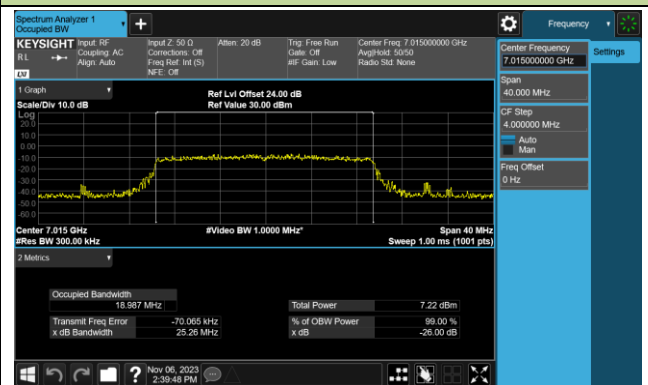 Spectrum Analyzer 1
Occupied BW
+
Frequency
KEYSIGHT
RL
LXI
Input: RF
Coupling: AC
Align: Auto
Input Z: 50 Ω
Corrections: Off
Freq Ref: Int (S)
NFE: Off
Atten: 20 dB
Trig: Free Run
Gate: Off
#IF Gain: Low
Center Freq: 7.015000000 GHz
Avg|Hold: 50/50
Radio Std: None
Center Frequency
7.015000000 GHz
Settings
Span
40.000 MHz
CF Step
4.000000 MHz
Auto
Man
Freq Offset
0 Hz
1 Graph
Scale/Div 10.0 dB
Ref Lvl Offset 24.00 dB
Ref Value 30.00 dBm
Log
20.0
10.0
0.00
-10.0
-20.0
-30.0
-40.0
-50.0
-60.0
Center 7.015 GHz
#Res BW 300.00 kHz
#Video BW 1.0000 MHz*
Span 40 MHz
Sweep 1.00 ms (1001 pts)
2 Metrics
Occupied Bandwidth
18.987 MHz
Total Power 7.22 dBm
Transmit Freq Error -70.065 kHz
% of OBW Power 99.00 %
x dB Bandwidth 25.26 MHz
x dB -26.00 dB
?
Nov 06, 2023
2:39:48 PM